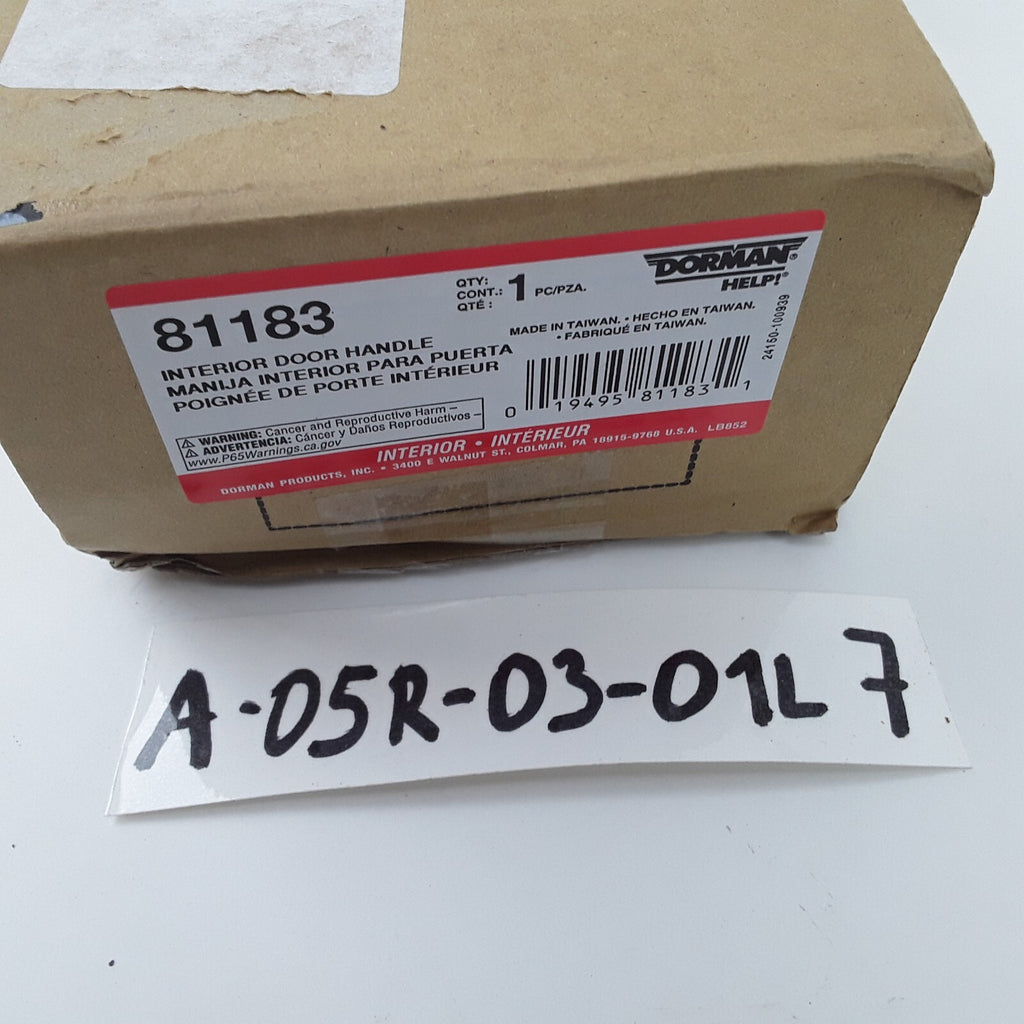 81183
QTY:
CONT.: 1 PC/PZA.
QTÉ :
DORMAN®
HELP!®
INTERIOR DOOR HANDLE
MANIJA INTERIOR PARA PUERTA
POIGNÉE DE PORTE INTÉRIEUR
MADE IN TAIWAN. • HECHO EN TAIWAN.
• FABRIQUÉ EN TAIWAN.
24150-100939
0 19495 81183 1
WARNING: Cancer and Reproductive Harm –
ADVERTENCIA: Cáncer y Daños Reproductivos –
www.P65Warnings.ca.gov
INTERIOR • INTÉRIEUR
DORMAN PRODUCTS, INC. • 3400 E WALNUT ST., COLMAR, PA 18915-9768 U.S.A. LB852
A-05R-03-01L 7